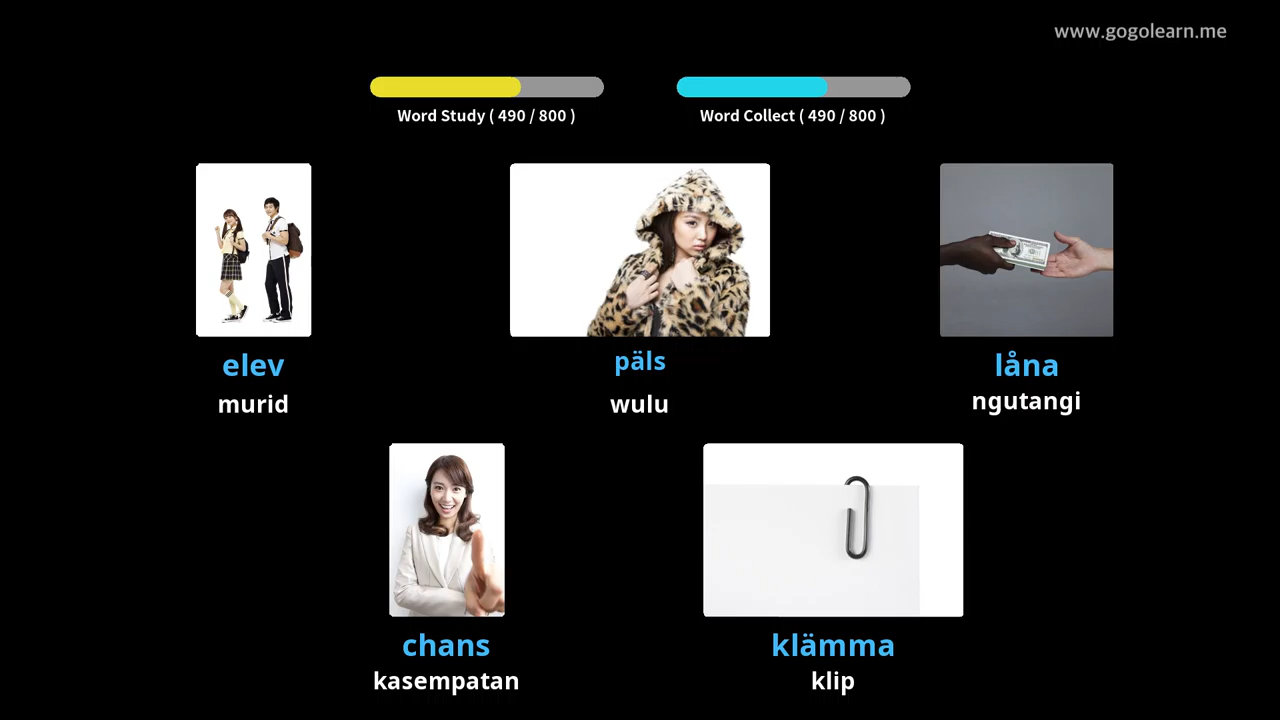 www.gogolearn.me
Word Study ( 490 / 800 )
Word Collect ( 490 / 800 )
elev
murid
päls
wulu
låna
ngutangi
chans
kasempatan
klämma
klip